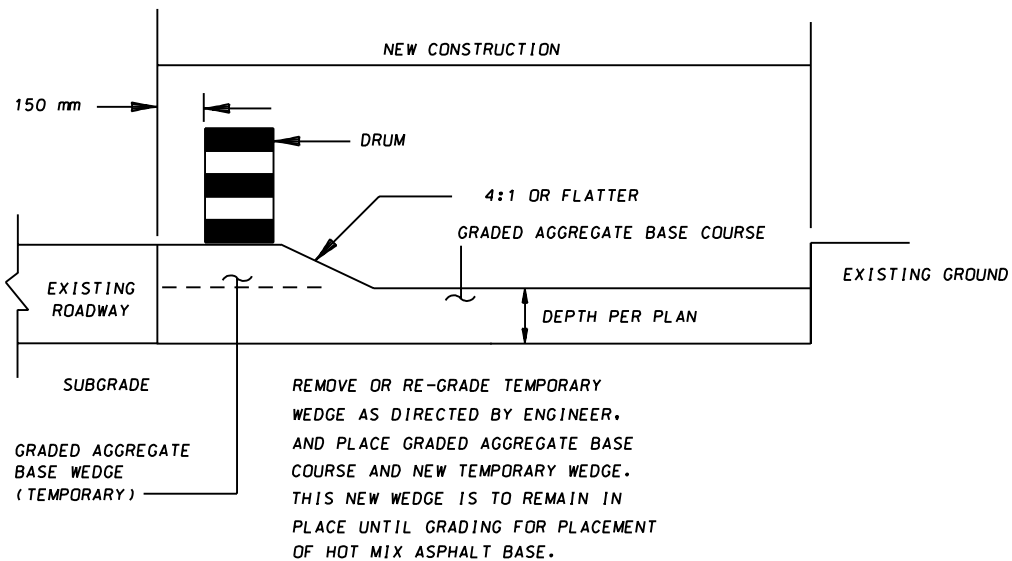 NEW CONSTRUCTION
150 mm
DRUM
4:1 OR FLATTER
GRADED AGGREGATE BASE COURSE
EXISTING GROUND
EXISTING
ROADWAY
DEPTH PER PLAN
SUBGRADE
GRADED AGGREGATE
BASE WEDGE
(TEMPORARY)
REMOVE OR RE-GRADE TEMPORARY
WEDGE AS DIRECTED BY ENGINEER.
AND PLACE GRADED AGGREGATE BASE
COURSE AND NEW TEMPORARY WEDGE.
THIS NEW WEDGE IS TO REMAIN IN
PLACE UNTIL GRADING FOR PLACEMENT
OF HOT MIX ASPHALT BASE.